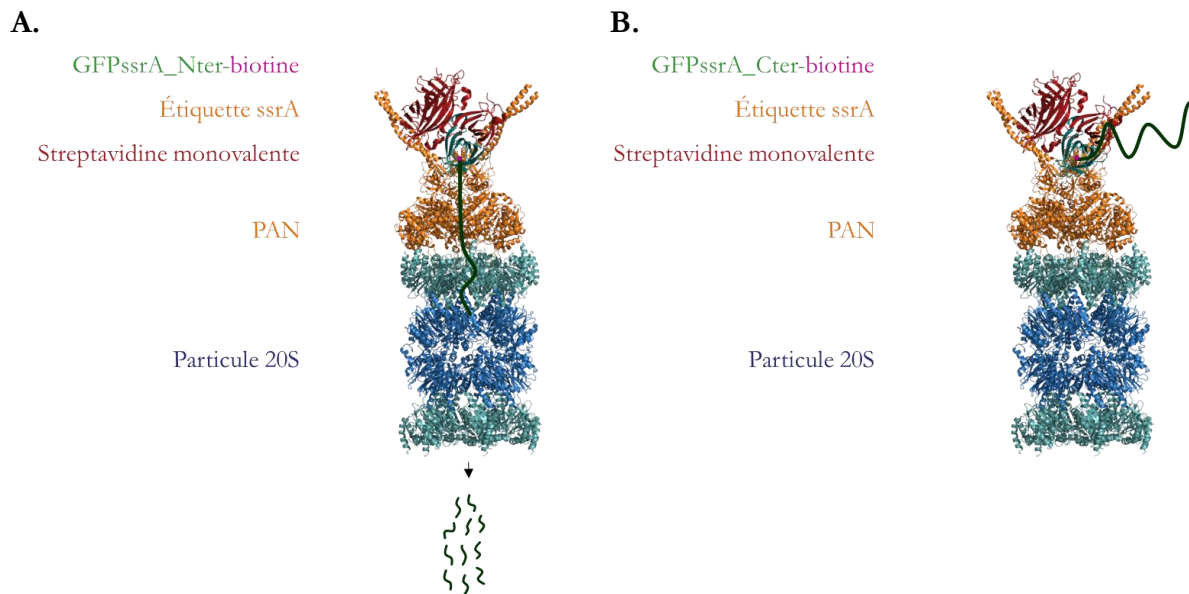 A.
GFPssrA_Nter-biotine
Étiquette ssrA
Streptavidine monovalente
PAN
Particule 20S
B.
GFPssrA_Cter-biotine
Étiquette ssrA
Streptavidine monovalente
PAN
Particule 20S